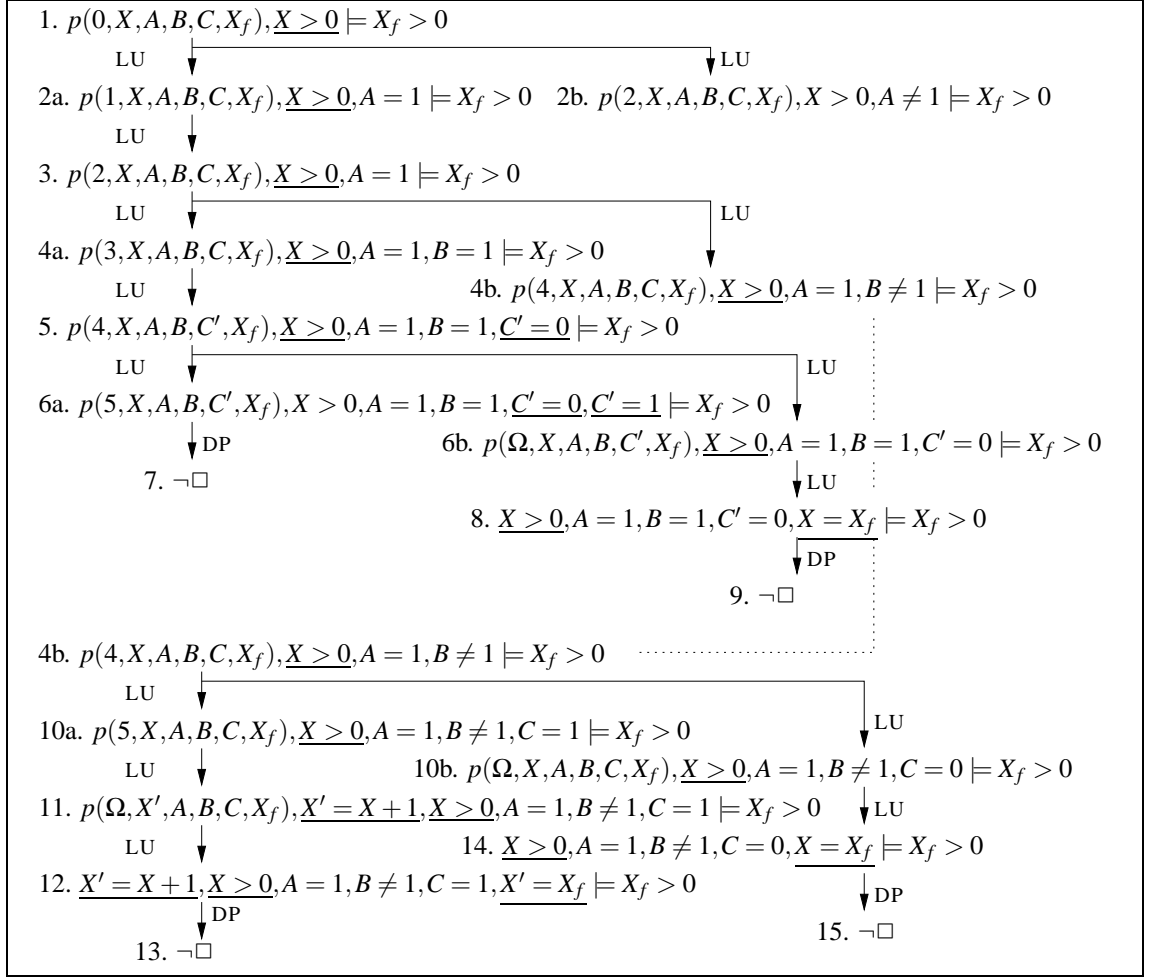 1. p(0,X,A,B,C,X_f),X > 0 ⊨ X_f > 0
LU LU
2a. p(1,X,A,B,C,X_f),X > 0,A = 1 ⊨ X_f > 0 2b. p(2,X,A,B,C,X_f),X > 0,A ≠ 1 ⊨ X_f > 0
LU
3. p(2,X,A,B,C,X_f),X > 0,A = 1 ⊨ X_f > 0
LU LU
4a. p(3,X,A,B,C,X_f),X > 0,A = 1,B = 1 ⊨ X_f > 0
LU
4b. p(4,X,A,B,C,X_f),X > 0,A = 1,B ≠ 1 ⊨ X_f > 0
5. p(4,X,A,B,C′,X_f),X > 0,A = 1,B = 1,C′ = 0 ⊨ X_f > 0
LU LU
6a. p(5,X,A,B,C′,X_f),X > 0,A = 1,B = 1,C′ = 0,C′ = 1 ⊨ X_f > 0
DP
6b. p(Ω,X,A,B,C′,X_f),X > 0,A = 1,B = 1,C′ = 0 ⊨ X_f > 0
7. ¬□
LU
8. X > 0,A = 1,B = 1,C′ = 0,X = X_f ⊨ X_f > 0
DP
9. ¬□
4b. p(4,X,A,B,C,X_f),X > 0,A = 1,B ≠ 1 ⊨ X_f > 0
LU LU
10a. p(5,X,A,B,C,X_f),X > 0,A = 1,B ≠ 1,C = 1 ⊨ X_f > 0
LU
10b. p(Ω,X,A,B,C,X_f),X > 0,A = 1,B ≠ 1,C = 0 ⊨ X_f > 0
11. p(Ω,X′,A,B,C,X_f),X′ = X + 1,X > 0,A = 1,B ≠ 1,C = 1 ⊨ X_f > 0
LU LU
14. X > 0,A = 1,B ≠ 1,C = 0,X = X_f ⊨ X_f > 0
12. X′ = X + 1,X > 0,A = 1,B ≠ 1,C = 1,X′ = X_f ⊨ X_f > 0
DP DP
13. ¬□
15. ¬□